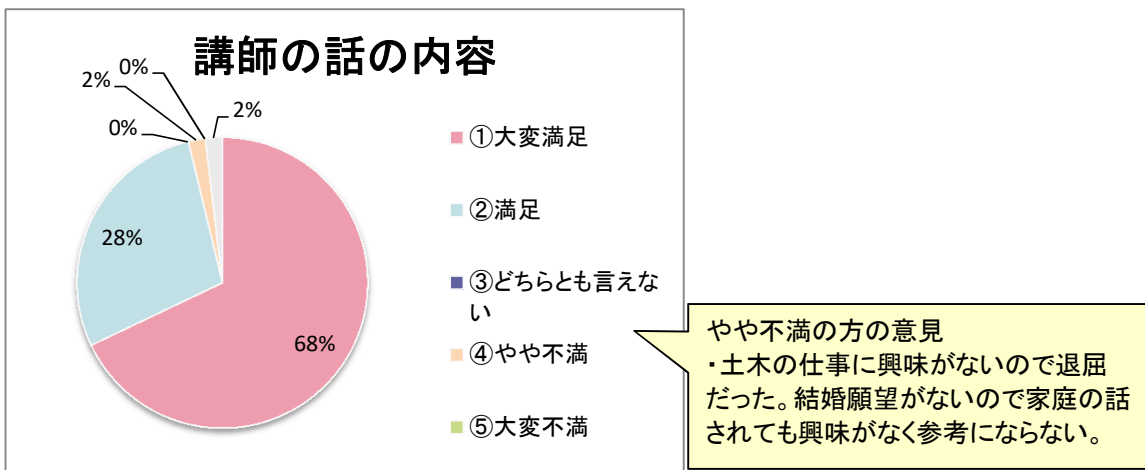 講師の話の内容
0%
2%
2%
0%
28%
68%
①大変満足
②満足
③どちらとも言えな
い
④やや不満
⑤大変不満
やや不満の方の意見
・土木の仕事に興味がないので退屈
だった。結婚願望がないので家庭の話
されても興味がなく参考にならない。